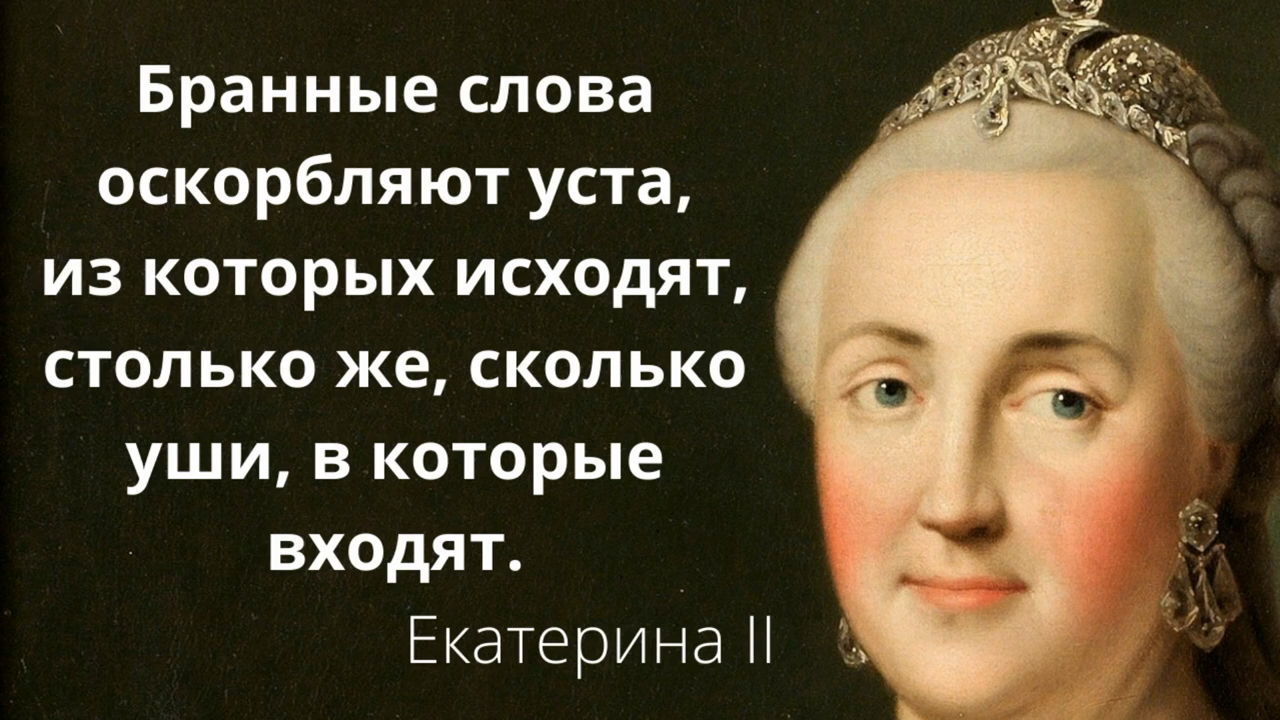 Бранные слова
оскорбляют уста,
из которых исходят,
столько же, сколько
уши, в которые
входят.
Екатерина II